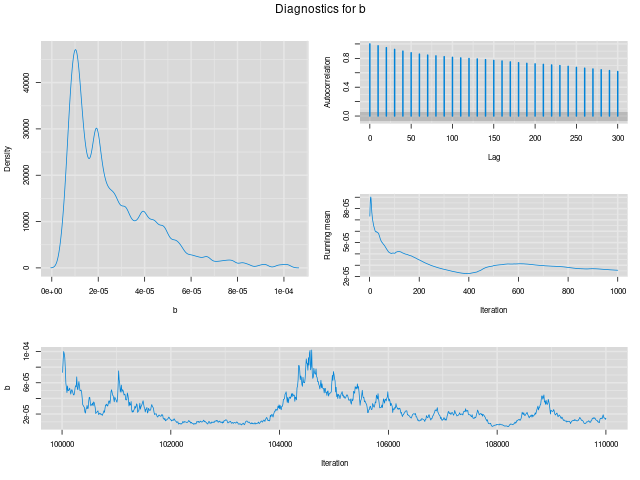 Diagnostics for b
Density
0 10000 20000 30000 40000
0e+00 2e-05 4e-05 6e-05 8e-05 1e-04
b
Autocorrelation
0.0 0.4 0.8
0 50 100 150 200 250 300
Lag
Running mean
2e-05 5e-05 8e-05
0 200 400 600 800 1000
Iteration
b
2e-05 6e-05 1e-04
100000 102000 104000 106000 108000 110000
Iteration